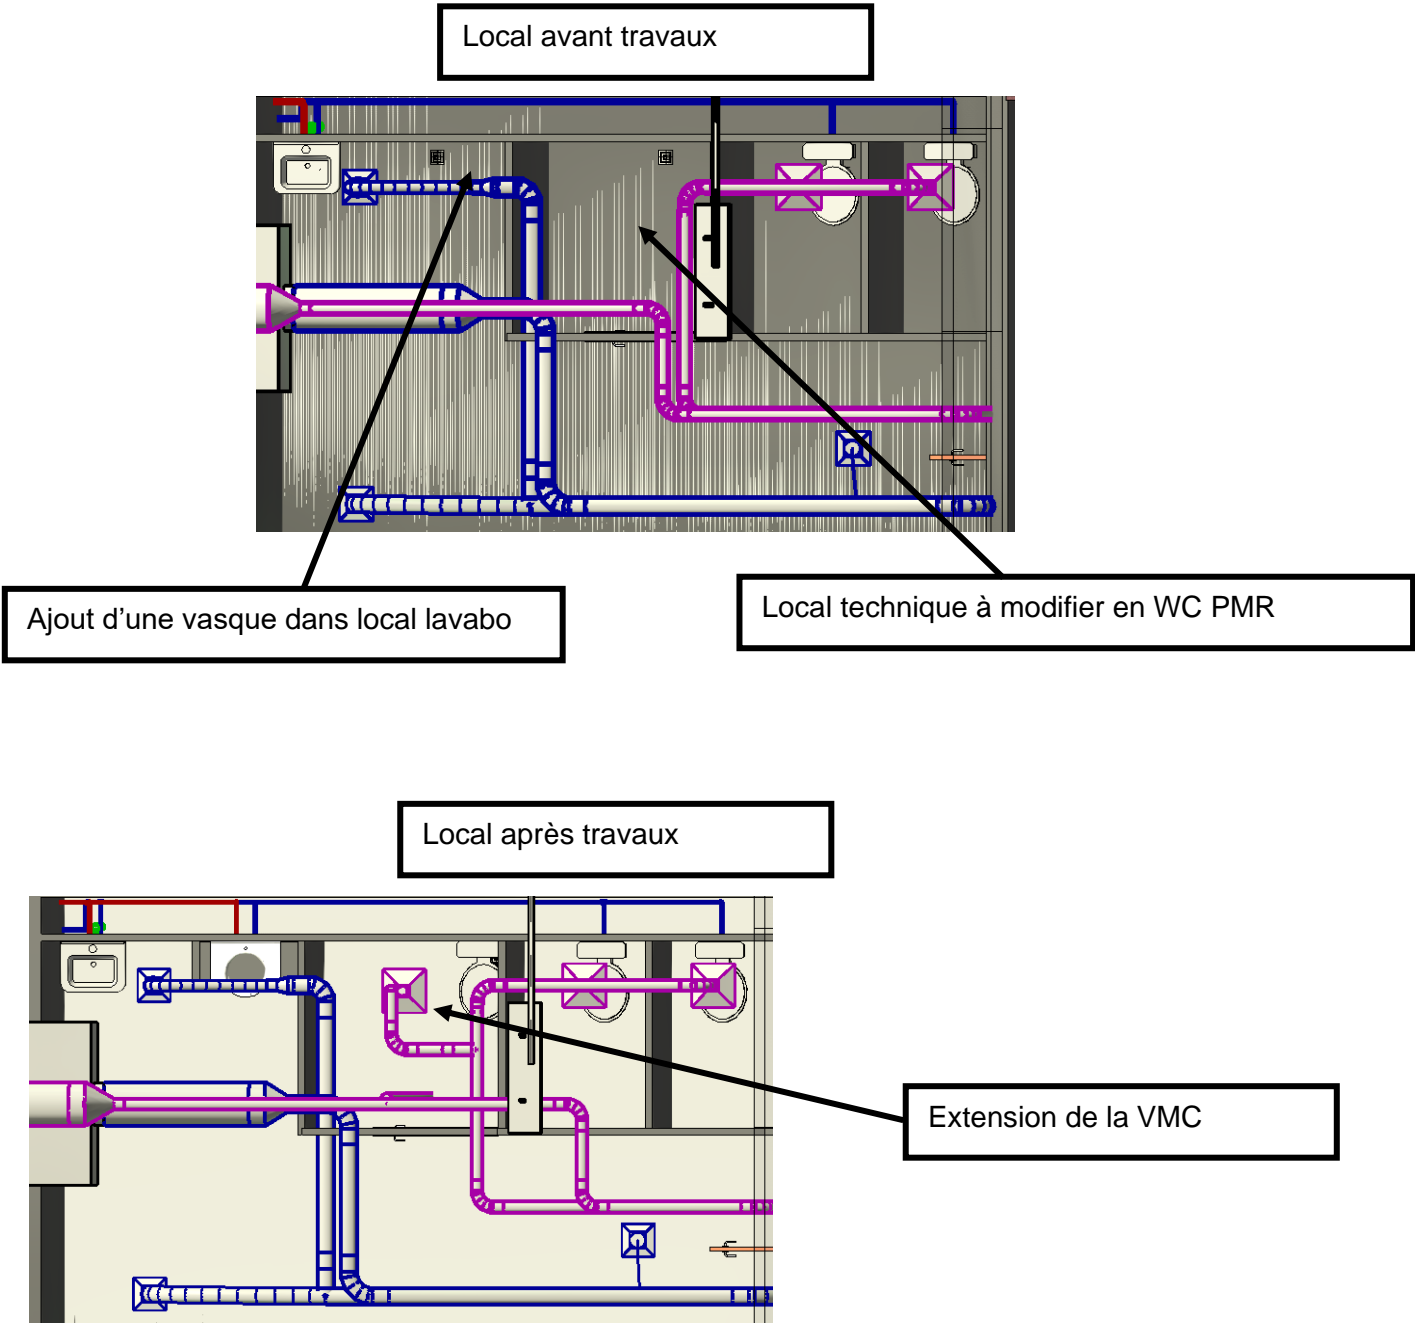 Local avant travaux
Ajout d’une vasque dans local lavabo
Local technique à modifier en WC PMR
Local après travaux
Extension de la VMC